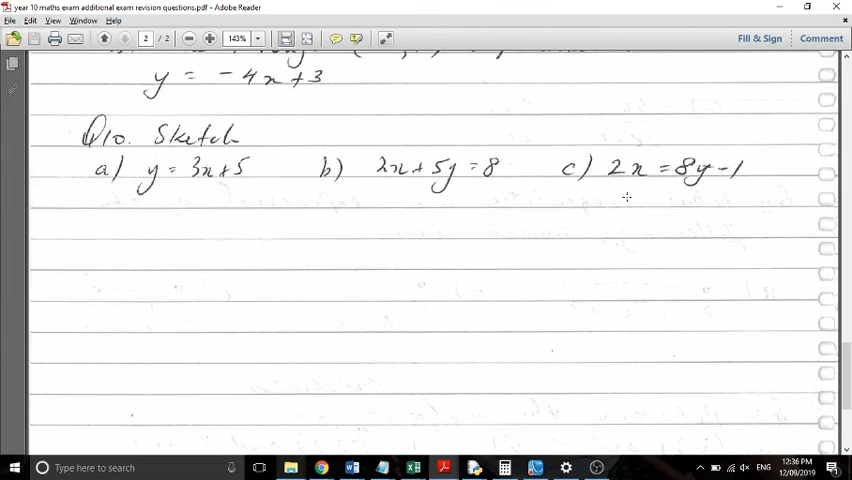 year 10 maths exam additional exam revision questions.pdf - Adobe Reader
File Edit View Window Help
2 / 2 143% Fill & Sign Comment
y = -4x+3
Q10. Sketch
a) y = 3x+5 b) 2x+5y=8 c) 2x=8y-1
Type here to search
ENG 12:36 PM
12/09/2019